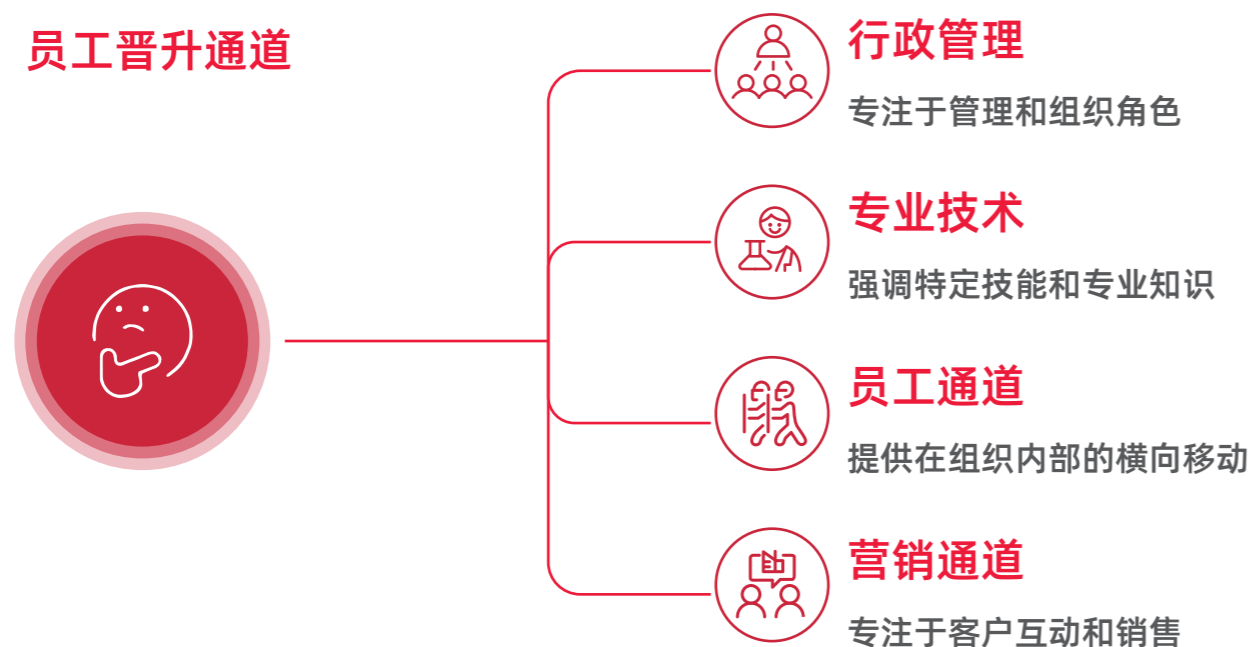 员工晋升通道
行政管理
专注于管理和组织角色
专业技术
强调特定技能和专业知识
员工通道
提供在组织内部的横向移动
营销通道
专注于客户互动和销售